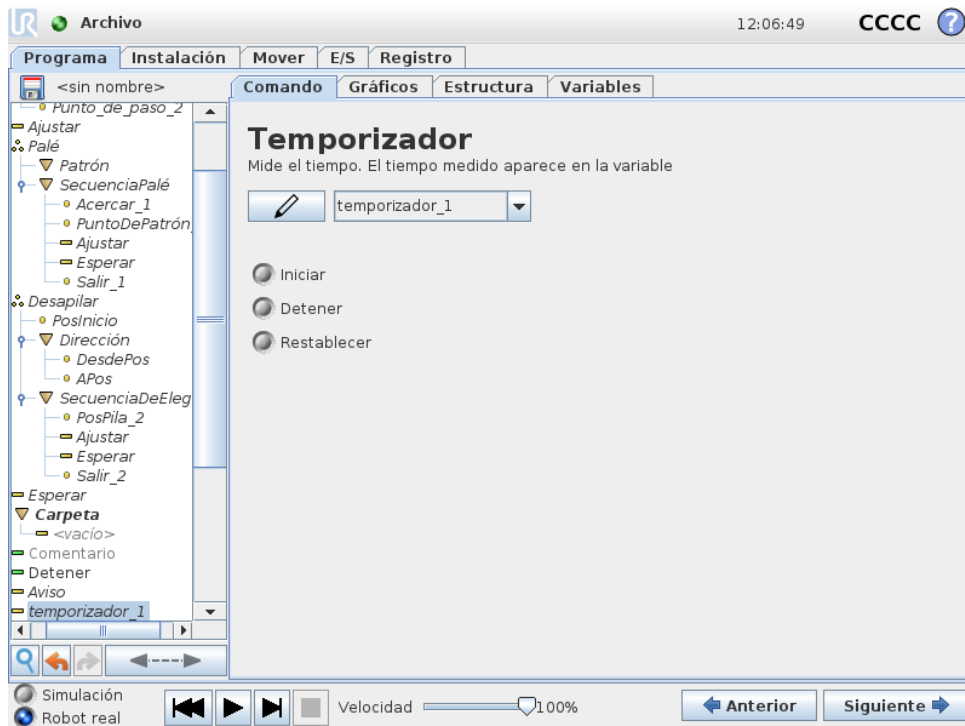 UR Archivo 12:06:49 CCCC ?
Programa Instalación Mover E/S Registro
<sin nombre>
Comando Gráficos Estructura Variables
Punto_de_paso_2
Ajustar
Palé
Patrón
SecuenciaPalé
Acercar_1
PuntoDePatrón_
Ajustar
Esperar
Salir_1
Desapilar
PosInicio
Dirección
DesdePos
APos
SecuenciaDeEleg
PosPila_2
Ajustar
Esperar
Salir_2
Esperar
Carpeta
<vacío>
Comentario
Detener
Aviso
temporizador_1
Temporizador
Mide el tiempo. El tiempo medido aparece en la variable
temporizador_1
Iniciar
Detener
Restablecer
Simulación
Robot real
Velocidad 100%
Anterior
Siguiente